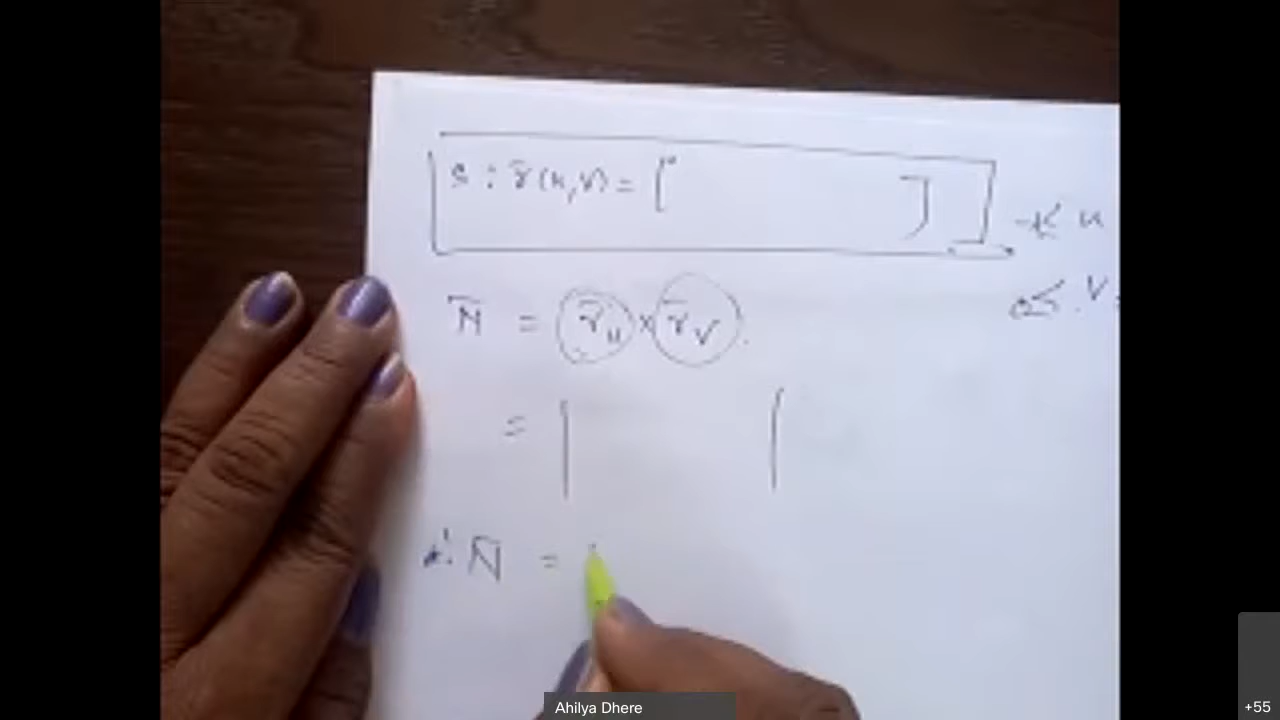 S : r̄(u,v) = [ ]
≤ u
≤ v
N̄ = r̄u × r̄v.
= | |
∴ N̄ =
Ahilya Dhere
+55